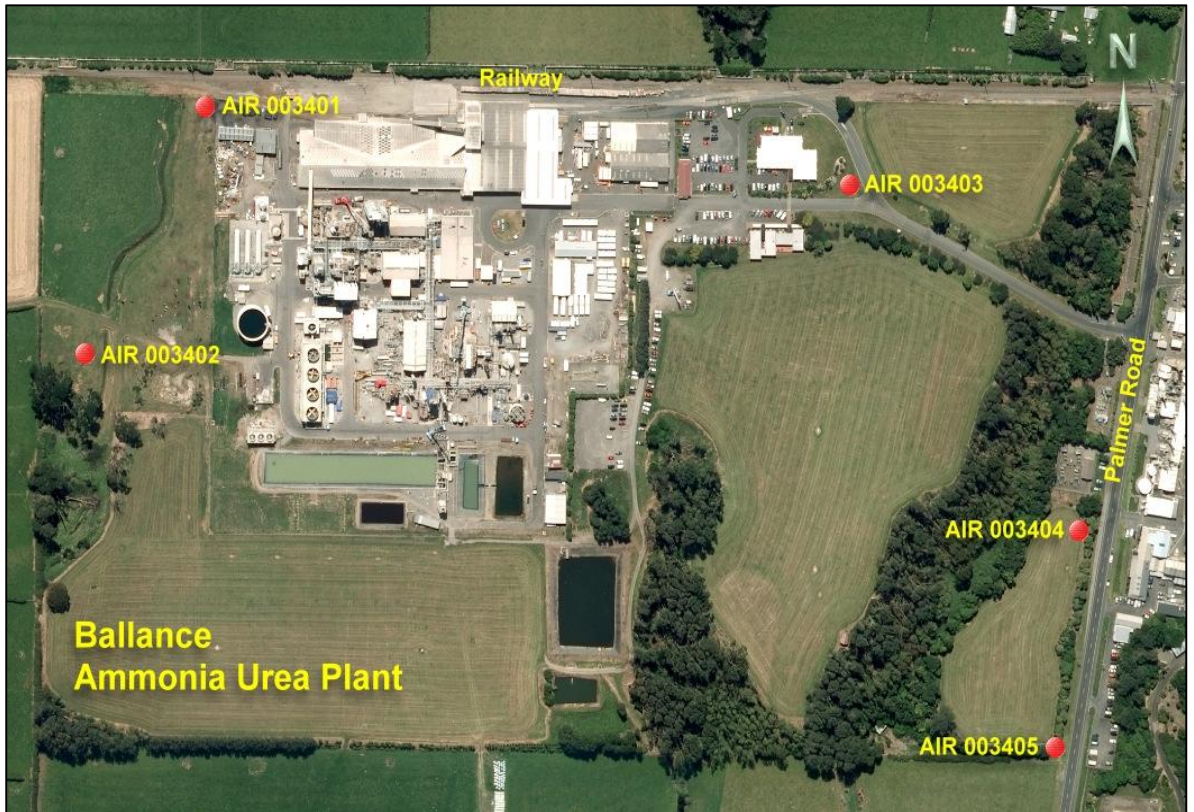 N
Railway
AIR 003401
AIR 003403
AIR 003402
Palmer Road
AIR 003404
Ballance
Ammonia Urea Plant
AIR 003405